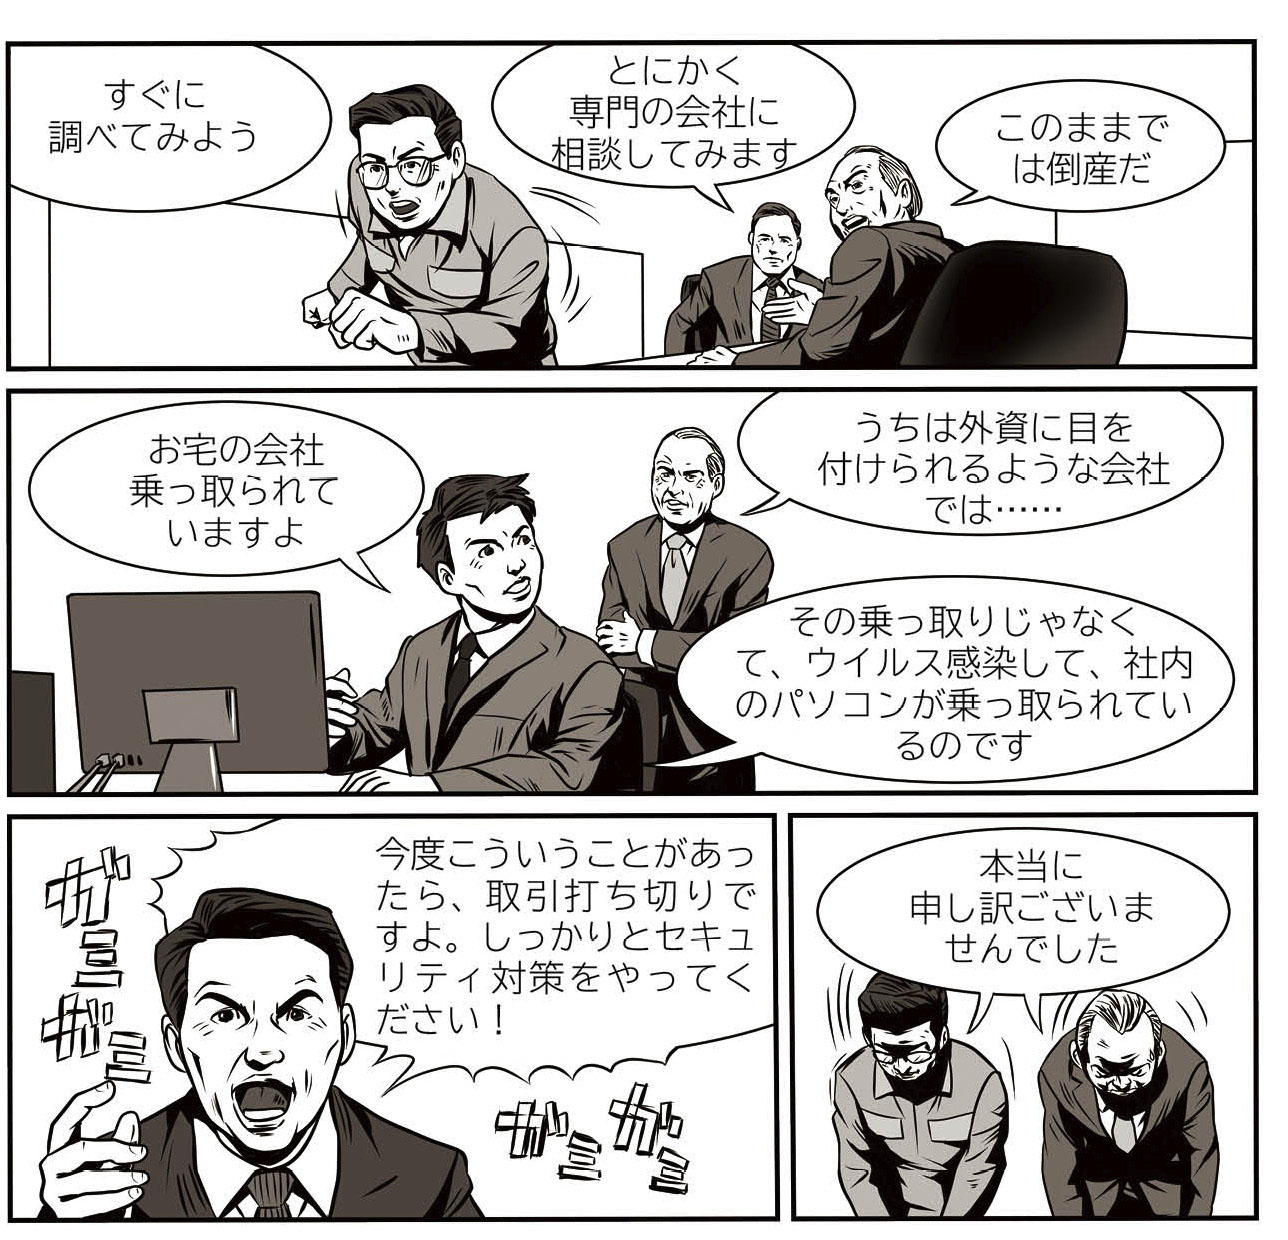 すぐに
調べてみよう
とにかく
専門の会社に
相談してみます
このままで
は倒産だ
お宅の会社
乗っ取られて
いますよ
うちは外資に目を
付けられるような会社
では……
その乗っ取りじゃなく
て、ウイルス感染して、社内
のパソコンが乗っ取られてい
るのです
ガミガミ
今度こういうことがあっ
たら、取引打ち切りで
すよ。しっかりとセキュ
リティ対策をやってく
ださい！
ガミガミ
本当に
申し訳ございま
せんでした